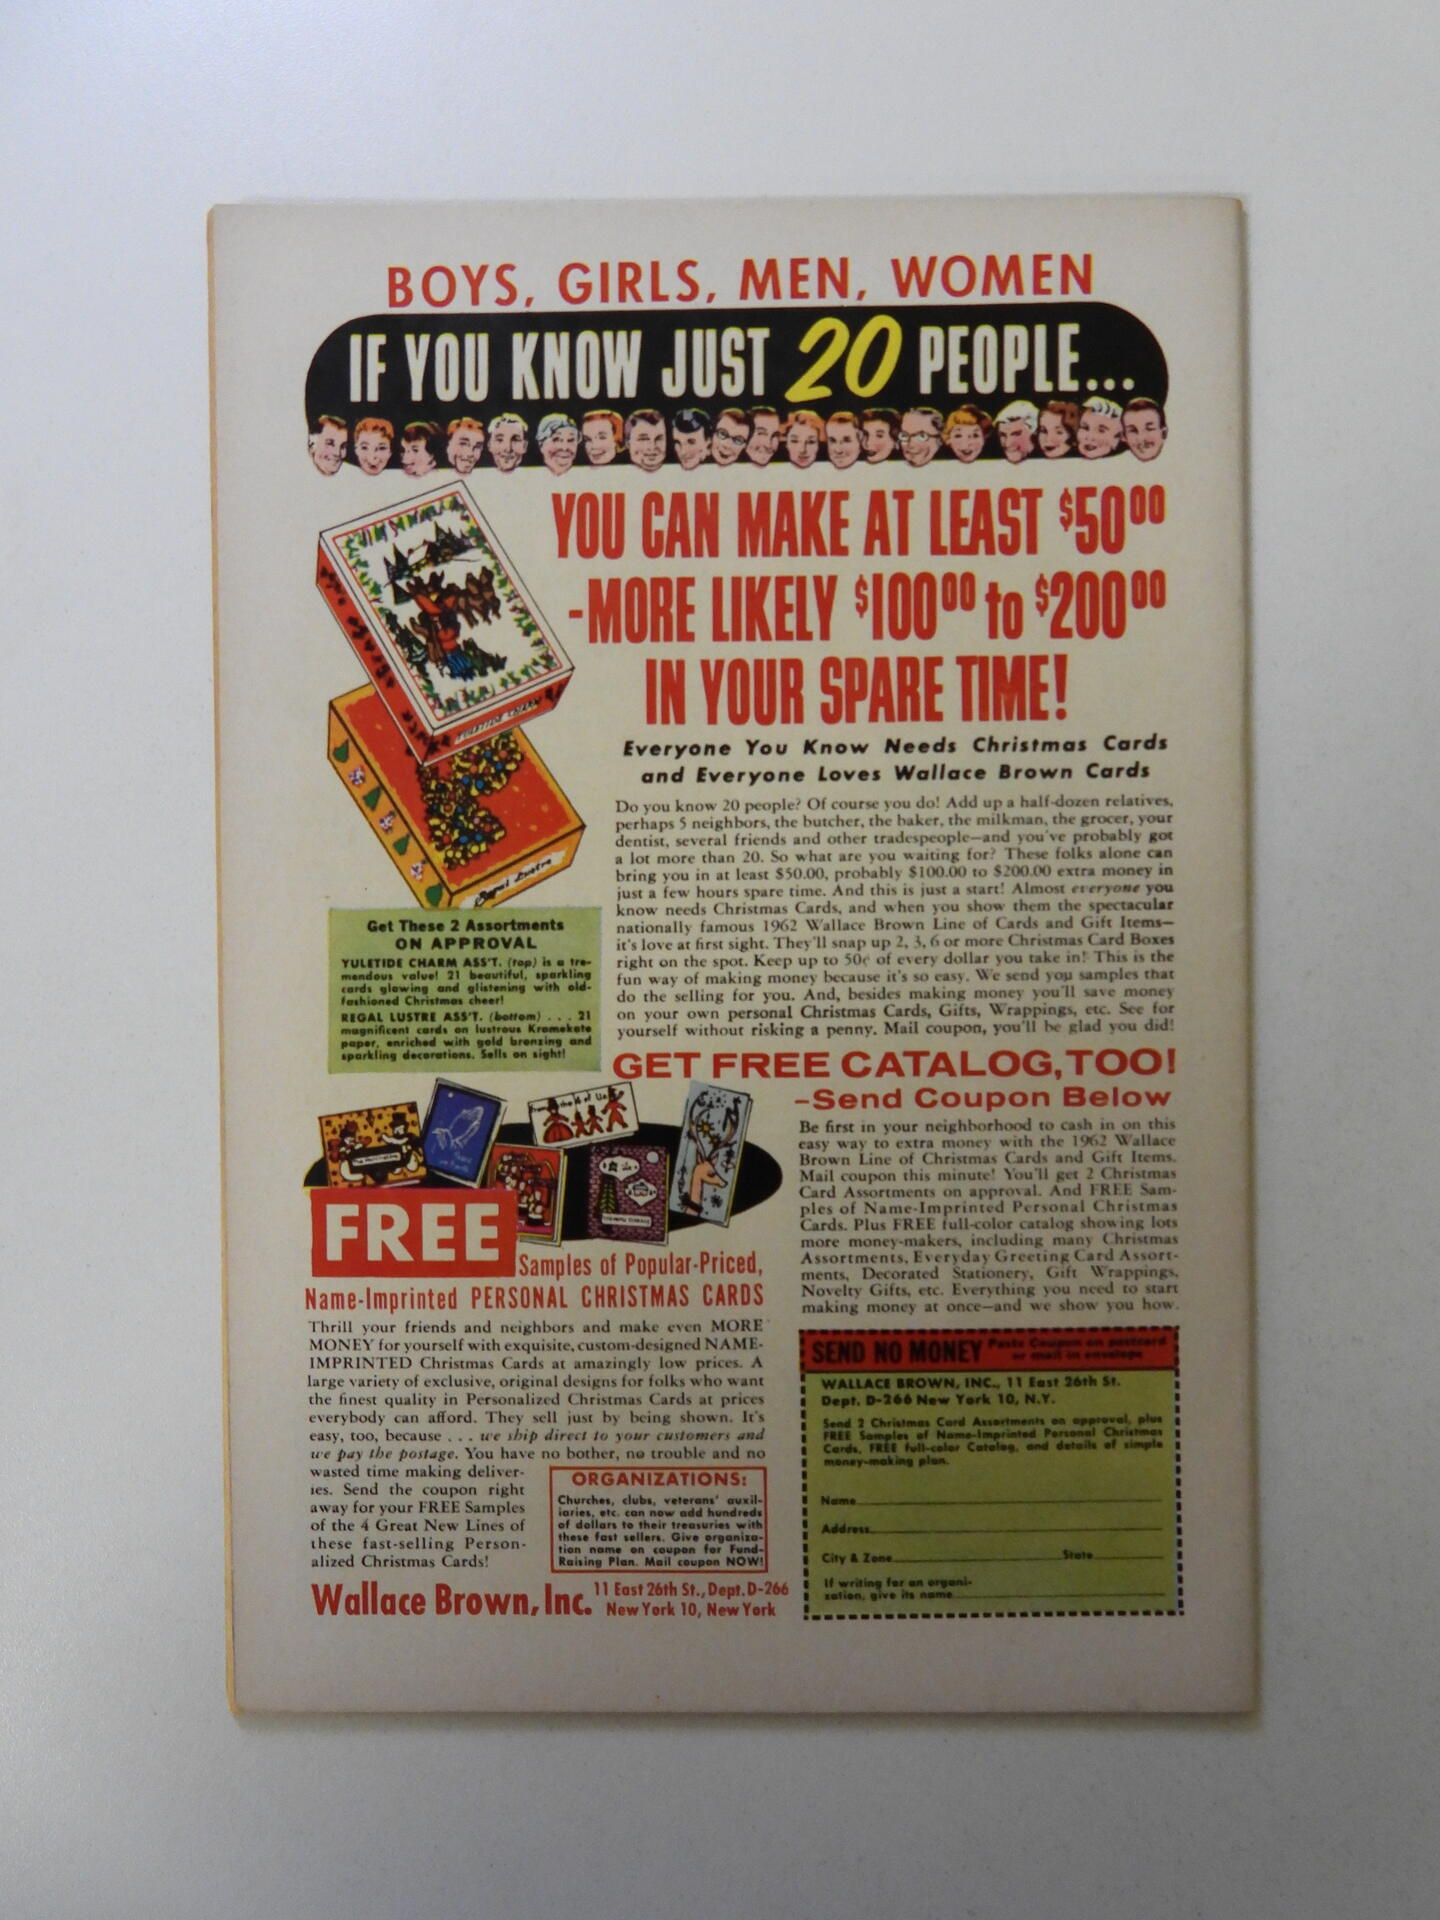 BOYS, GIRLS, MEN, WOMEN
IF YOU KNOW JUST 20 PEOPLE...
YOU CAN MAKE AT LEAST $50⁰⁰
-MORE LIKELY $100⁰⁰ to $200⁰⁰
IN YOUR SPARE TIME!
Everyone You Know Needs Christmas Cards
and Everyone Loves Wallace Brown Cards
Do you know 20 people? Of course you do! Add up a half-dozen relatives,
perhaps 5 neighbors, the butcher, the baker, the milkman, the grocer, your
dentist, several friends and other tradespeople—and you've probably got
a lot more than 20. So what are you waiting for? These folks alone can
bring you in at least $50.00, probably $100.00 to $200.00 extra money in
just a few hours spare time. And this is just a start! Almost everyone you
know needs Christmas Cards, and when you show them the spectacular
nationally famous 1962 Wallace Brown Line of Cards and Gift Items—
it's love at first sight. They'll snap up 2, 3, 6 or more Christmas Card Boxes
right on the spot. Keep up to 50¢ of every dollar you take in! This is the
fun way of making money because it's so easy. We send you samples that
do the selling for you. And, besides making money you'll save money
on your own personal Christmas Cards, Gifts, Wrappings, etc. See for
yourself without risking a penny. Mail coupon, you'll be glad you did!
YULETIDE CHARM
Regal Lustre
Get These 2 Assortments
ON APPROVAL
YULETIDE CHARM ASS'T. (top) is a tre-
mendous value! 21 beautiful, sparkling
cards glowing and glistening with old-
fashioned Christmas cheer!
REGAL LUSTRE ASS'T. (bottom) . . . 21
magnificent cards on lustrous Kromekote
paper, enriched with gold bronzing and
sparkling decorations. Sells on sight!
GET FREE CATALOG, TOO!
–Send Coupon Below
Be first in your neighborhood to cash in on this
easy way to extra money with the 1962 Wallace
Brown Line of Christmas Cards and Gift Items.
Mail coupon this minute! You'll get 2 Christmas
Card Assortments on approval. And FREE Sam-
ples of Name-Imprinted Personal Christmas
Cards. Plus FREE full-color catalog showing lots
more money-makers, including many Christmas
Assortments, Everyday Greeting Card Assort-
ments, Decorated Stationery, Gift Wrappings,
Novelty Gifts, etc. Everything you need to start
making money at once—and we show you how.
From the 4 of Us
FREE
Samples of Popular-Priced,
Name-Imprinted PERSONAL CHRISTMAS CARDS
Thrill your friends and neighbors and make even MORE
MONEY for yourself with exquisite, custom-designed NAME-
IMPRINTED Christmas Cards at amazingly low prices. A
large variety of exclusive, original designs for folks who want
the finest quality in Personalized Christmas Cards at prices
everybody can afford. They sell just by being shown. It's
easy, too, because . . . we ship direct to your customers and
we pay the postage. You have no bother, no trouble and no
wasted time making deliver-
ies. Send the coupon right
away for your FREE Samples
of the 4 Great New Lines of
these fast-selling Person-
alized Christmas Cards!
ORGANIZATIONS:
Churches, clubs, veterans' auxil-
iaries, etc. can now add hundreds
of dollars to their treasuries with
these fast sellers. Give organiza-
tion name on coupon for Fund-
Raising Plan. Mail coupon NOW!
Wallace Brown, Inc. 11 East 26th St., Dept. D-266
New York 10, New York
SEND NO MONEY Paste Coupon on postcard
or mail in envelope
WALLACE BROWN, INC., 11 East 26th St.
Dept. D-266 New York 10, N.Y.
Send 2 Christmas Card Assortments on approval, plus
FREE Samples of Name-Imprinted Personal Christmas
Cards, FREE full-color Catalog, and details of simple
money-making plan.
Name
Address
City & Zone State
If writing for an organi-
zation, give its name